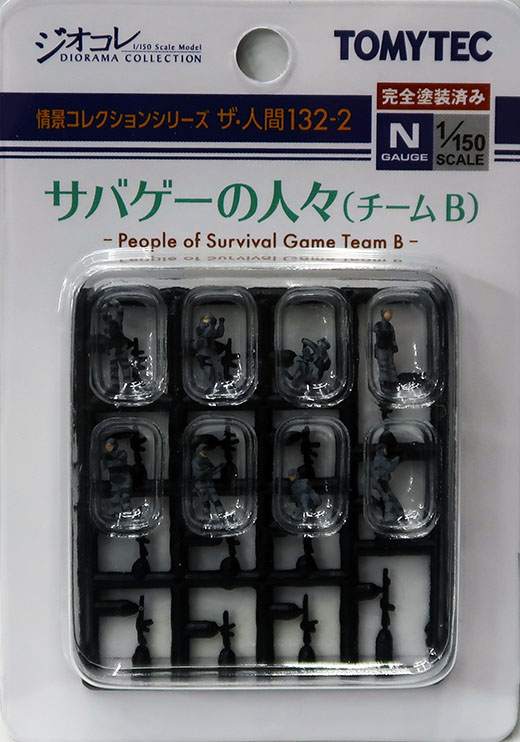 ジオコレ
1/150 Scale Model
DIORAMA COLLECTION
TOMYTEC
完全塗装済み
情景コレクションシリーズ ザ・人間132-2
N GAUGE
1/150 SCALE
サバゲーの人々(チームB)
- People of Survival Game Team B -